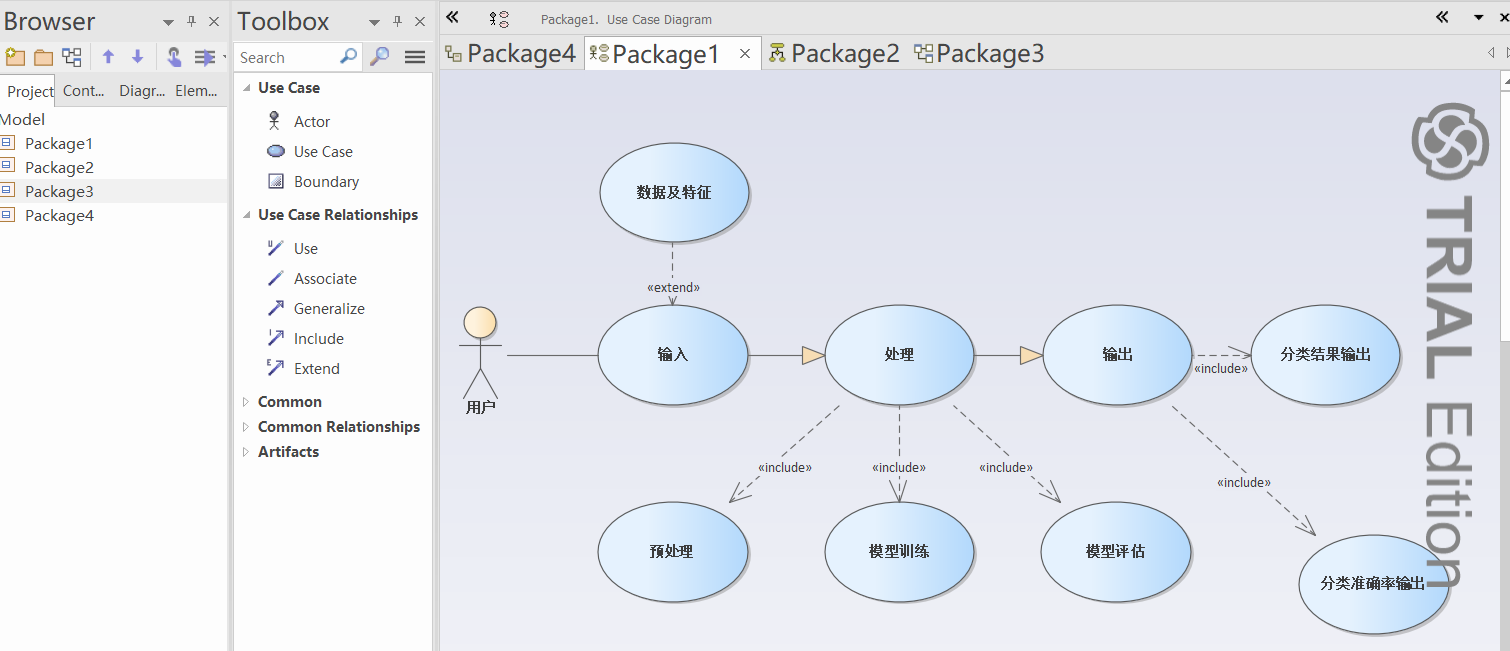 Browser
Project
Cont...
Diagr...
Elem...
Model
Package1
Package2
Package3
Package4
Toolbox
Search
Use Case
Actor
Use Case
Boundary
Use Case Relationships
Use
Associate
Generalize
Include
Extend
Common
Common Relationships
Artifacts
Package1. Use Case Diagram
Package4
Package1
Package2
Package3
数据及特征
«extend»
用户
输入
处理
输出
«include»
分类结果输出
«include»
«include»
«include»
«include»
预处理
模型训练
模型评估
分类准确率输出
TRIAL Edition